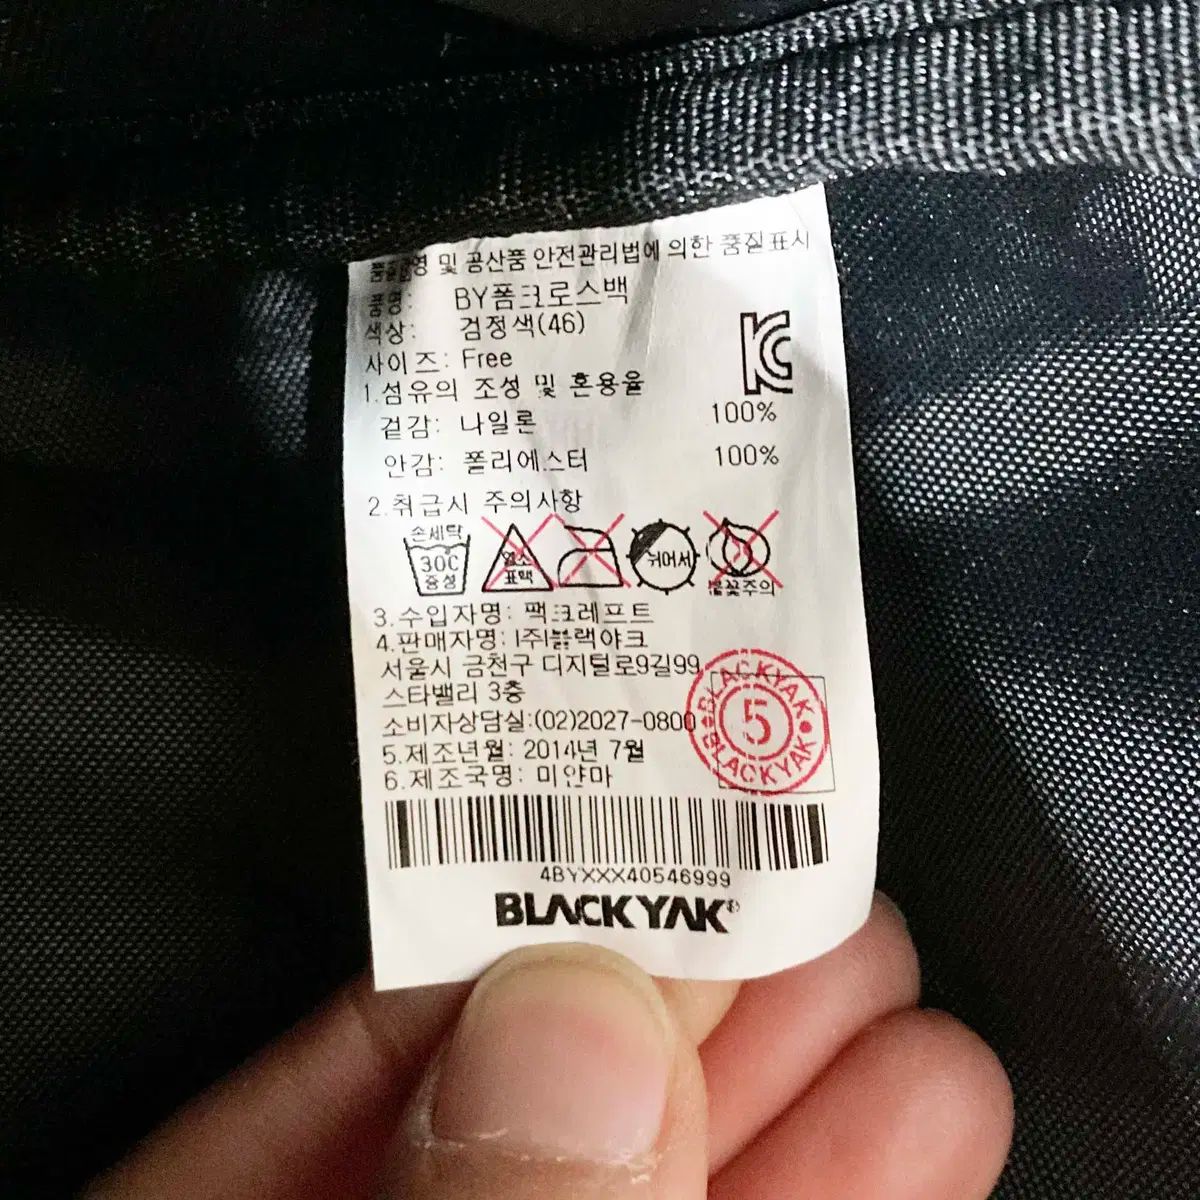 및 공산품 안전관리법에 의한 품질표시
품명: BY폼크로스백
색상: 검정색(46)
사이즈: Free
KC
1.섬유의 조성 및 혼용율
겉감: 나일론 100%
안감: 폴리에스터 100%
2.취급시 주의사항
손세탁 30C 중성
염소 표백
뉘어서
불꽃주의
3.수입자명: 팩크래프트
4.판매자명: (주)블랙야크
서울시 금천구 디지털로9길99
스타밸리 3층
소비자상담실:(02)2027-0800
BLACKYAK 5 BLACKYAK
5.제조년월: 2014년 7월
6.제조국명: 미얀마
4BYXXX40546999
BLACKYAK®